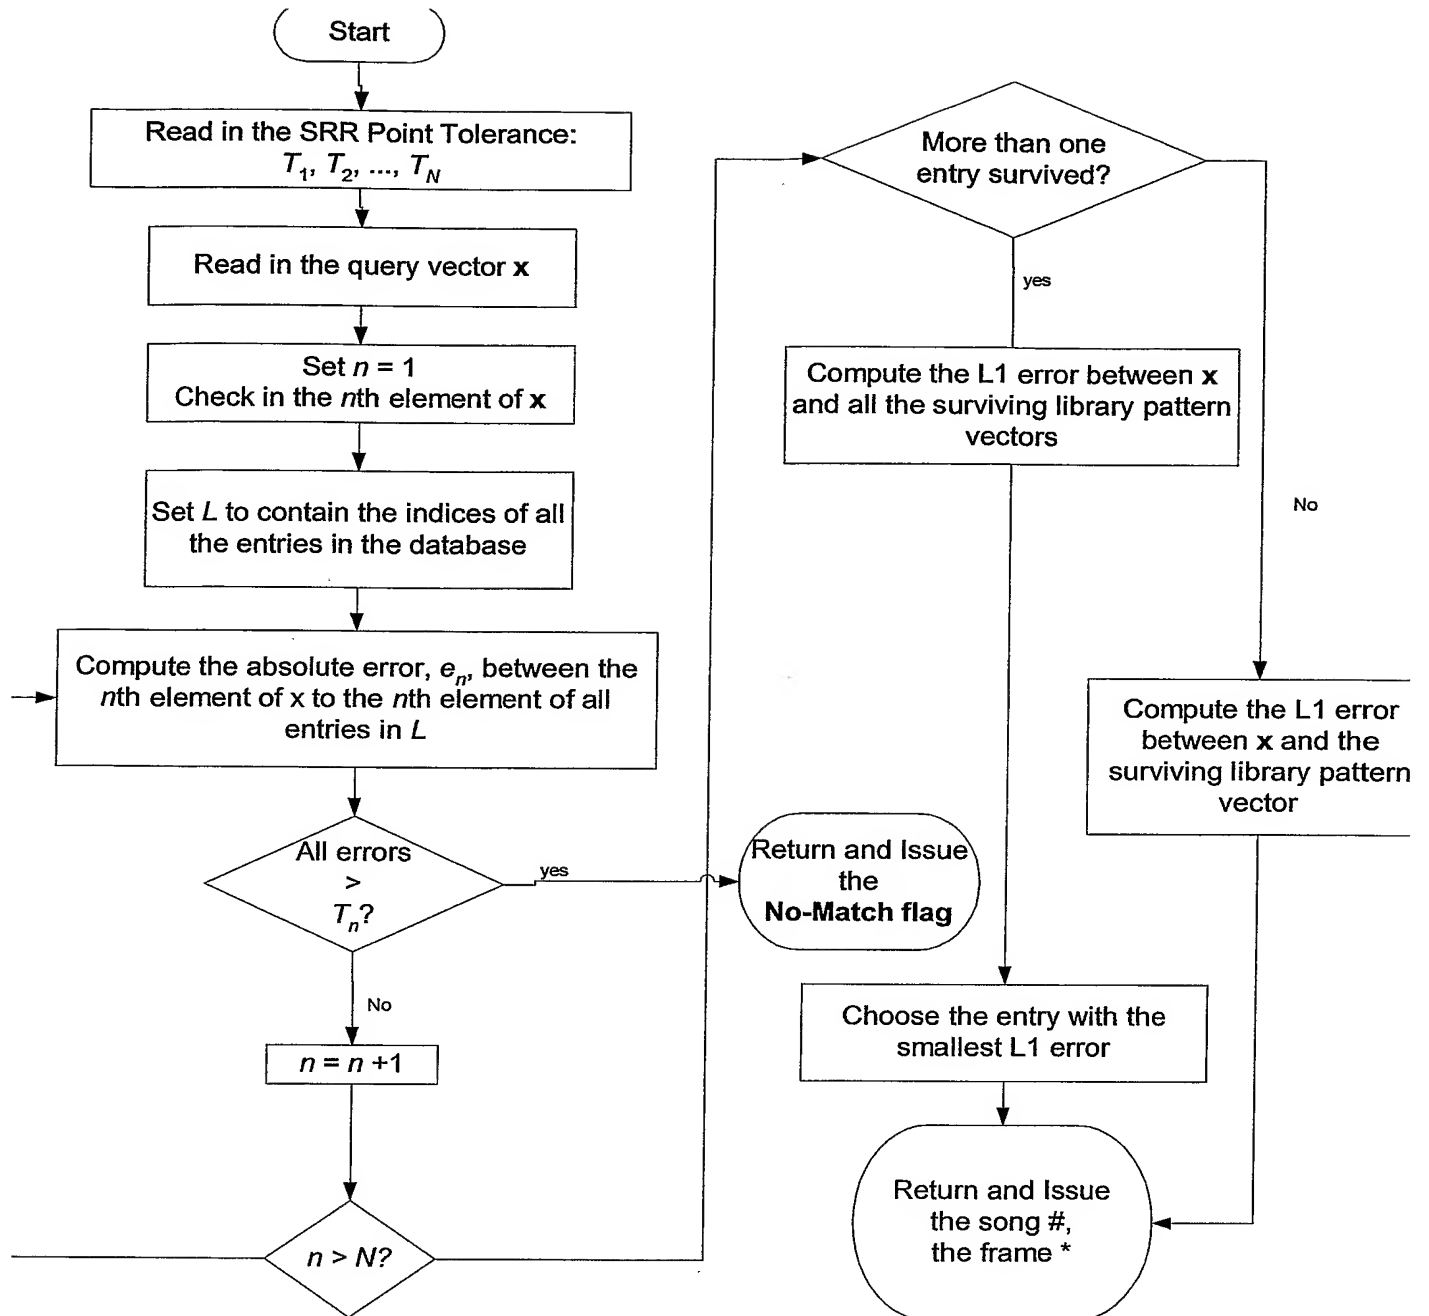 Start
Read in the SRR Point Tolerance:
T1, T2, ..., TN
Read in the query vector x
Set n = 1
Check in the nth element of x
Set L to contain the indices of all
the entries in the database
Compute the absolute error, en, between the
nth element of x to the nth element of all
entries in L
All errors
>
Tn?
yes
No
n = n +1
n > N?
Return and Issue
the
No-Match flag
More than one
entry survived?
yes
No
Compute the L1 error between x
and all the surviving library pattern
vectors
Compute the L1 error
between x and the
surviving library pattern
vector
Choose the entry with the
smallest L1 error
Return and Issue
the song #,
the frame *